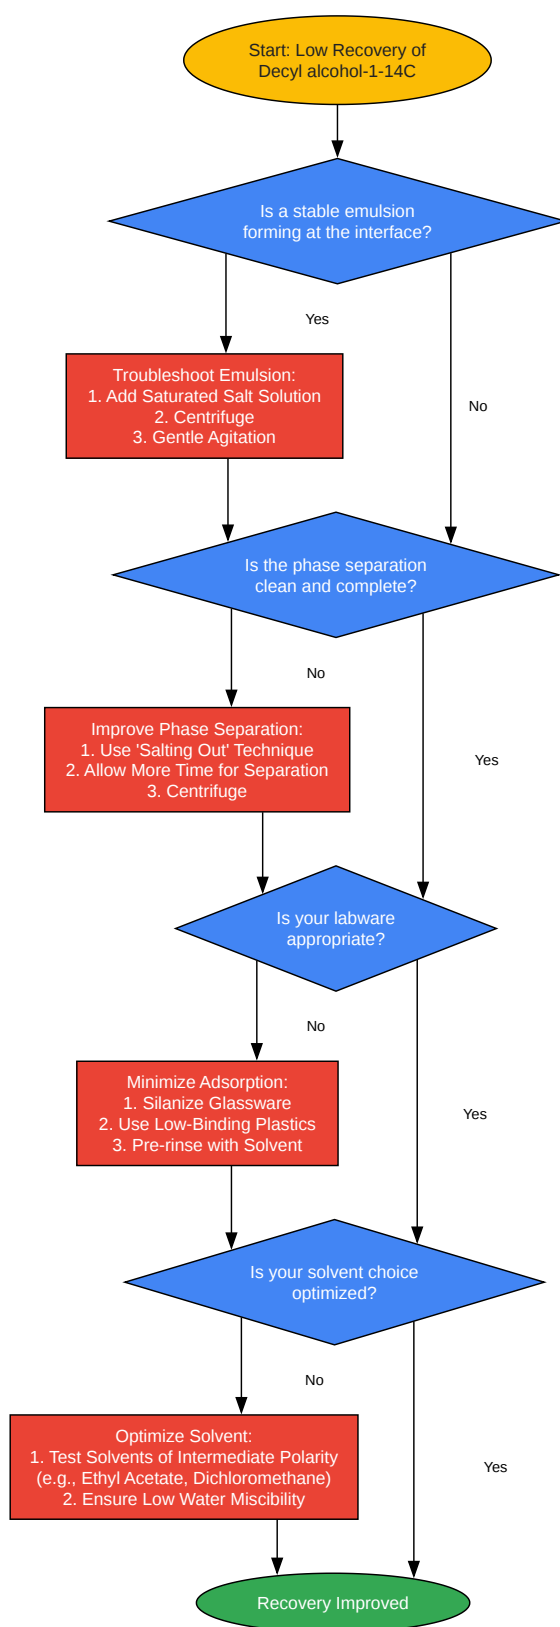 Start: Low Recovery of
Decyl alcohol-1-14C
Is a stable emulsion
forming at the interface?
Yes
Troubleshoot Emulsion:
1. Add Saturated Salt Solution
2. Centrifuge
3. Gentle Agitation
No
Is the phase separation
clean and complete?
No
Improve Phase Separation:
1. Use 'Salting Out' Technique
2. Allow More Time for Separation
3. Centrifuge
Yes
Is your labware
appropriate?
No
Minimize Adsorption:
1. Silanize Glassware
2. Use Low-Binding Plastics
3. Pre-rinse with Solvent
Yes
Is your solvent choice
optimized?
No
Optimize Solvent:
1. Test Solvents of Intermediate Polarity
(e.g., Ethyl Acetate, Dichloromethane)
2. Ensure Low Water Miscibility
Yes
Recovery Improved